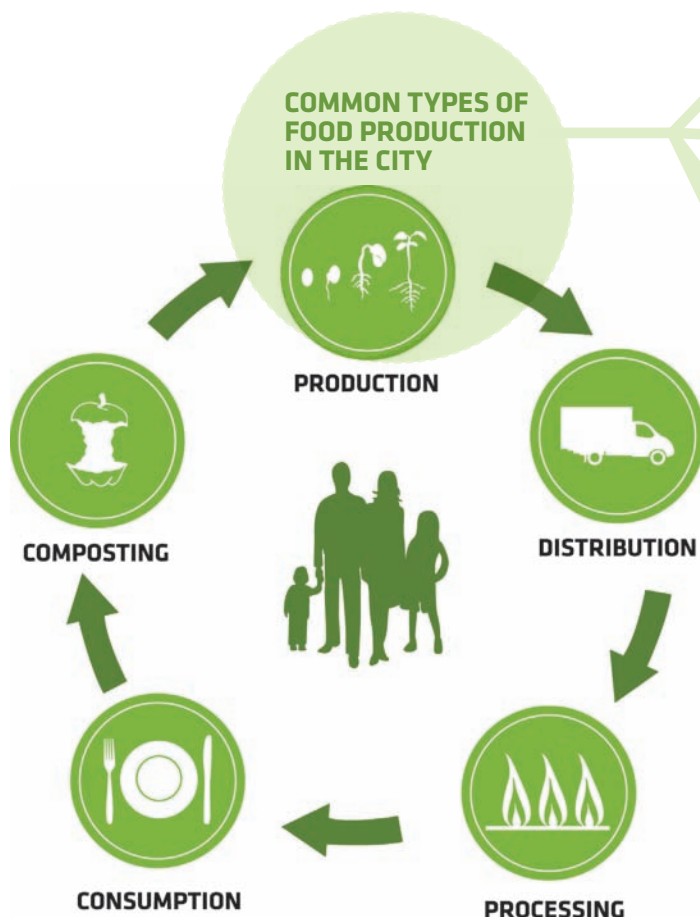 COMMON TYPES OF
FOOD PRODUCTION
IN THE CITY
PRODUCTION
DISTRIBUTION
PROCESSING
CONSUMPTION
COMPOSTING